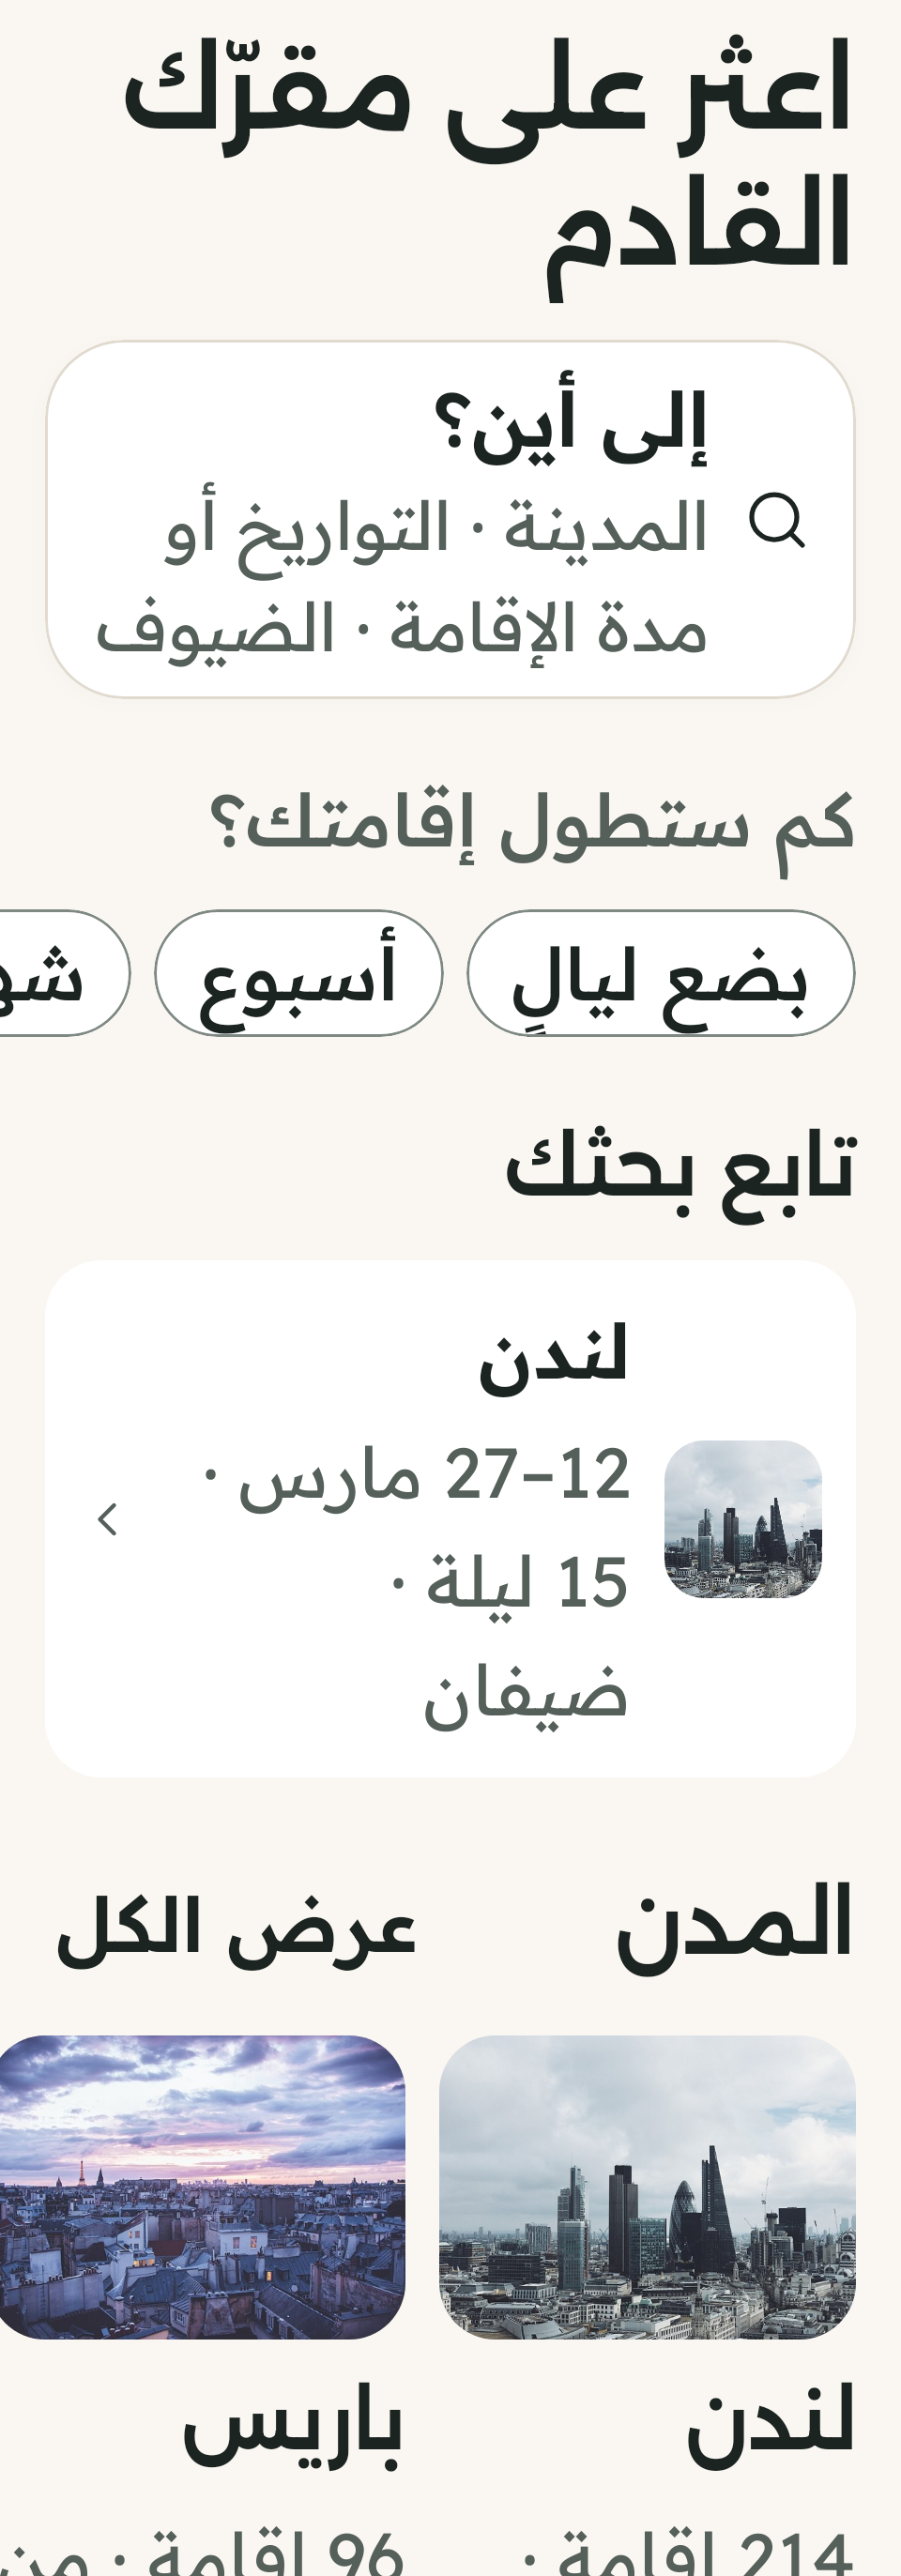 اعثر على مقرّك
القادم
إلى أين؟
المدينة · التواريخ أو
مدة الإقامة · الضيوف
كم ستطول إقامتك؟
بضع ليالٍ
أسبوع
تابع بحثك
لندن
12–27 مارس ·
15 ليلة ·
ضيفان
المدن
عرض الكل
لندن
باريس
214 إقامة ·
96 إقامة · من